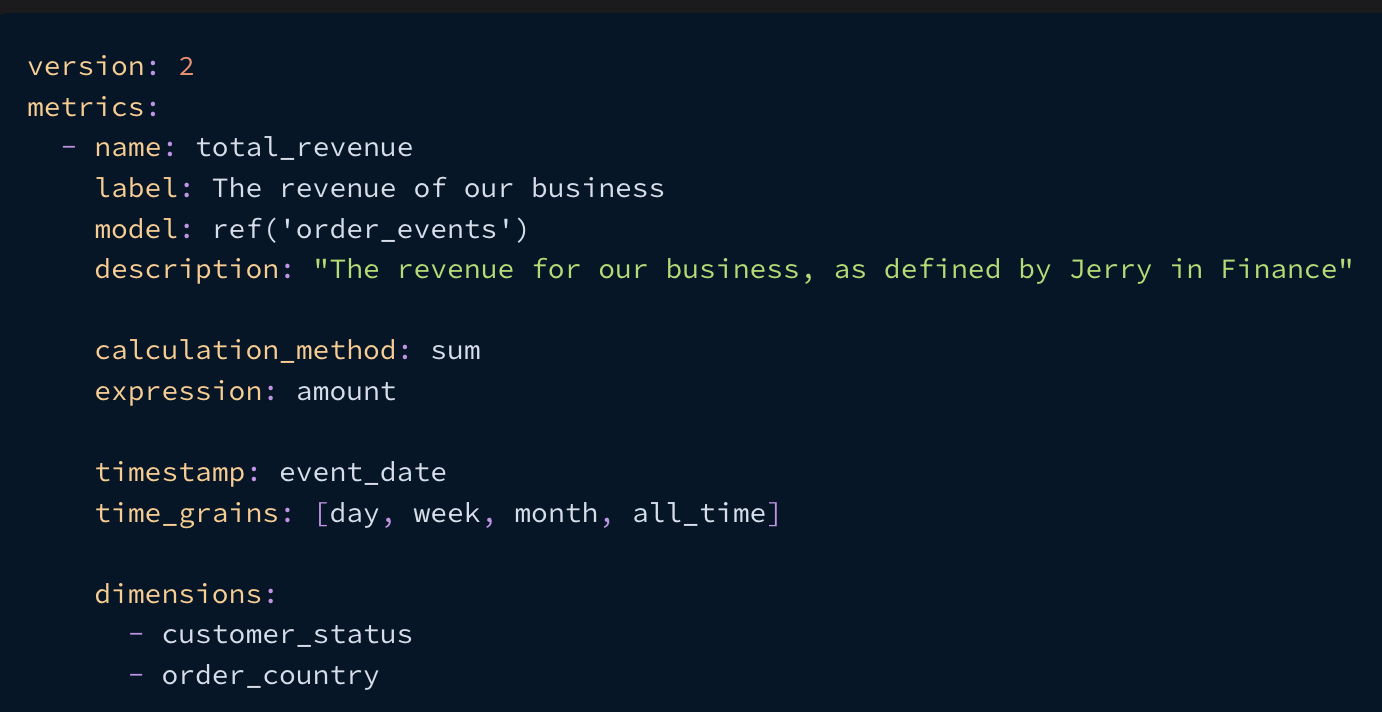 version: 2
metrics:
  - name: total_revenue
    label: The revenue of our business
    model: ref('order_events')
    description: "The revenue for our business, as defined by Jerry in Finance"

    calculation_method: sum
    expression: amount

    timestamp: event_date
    time_grains: [day, week, month, all_time]

    dimensions:
      - customer_status
      - order_country